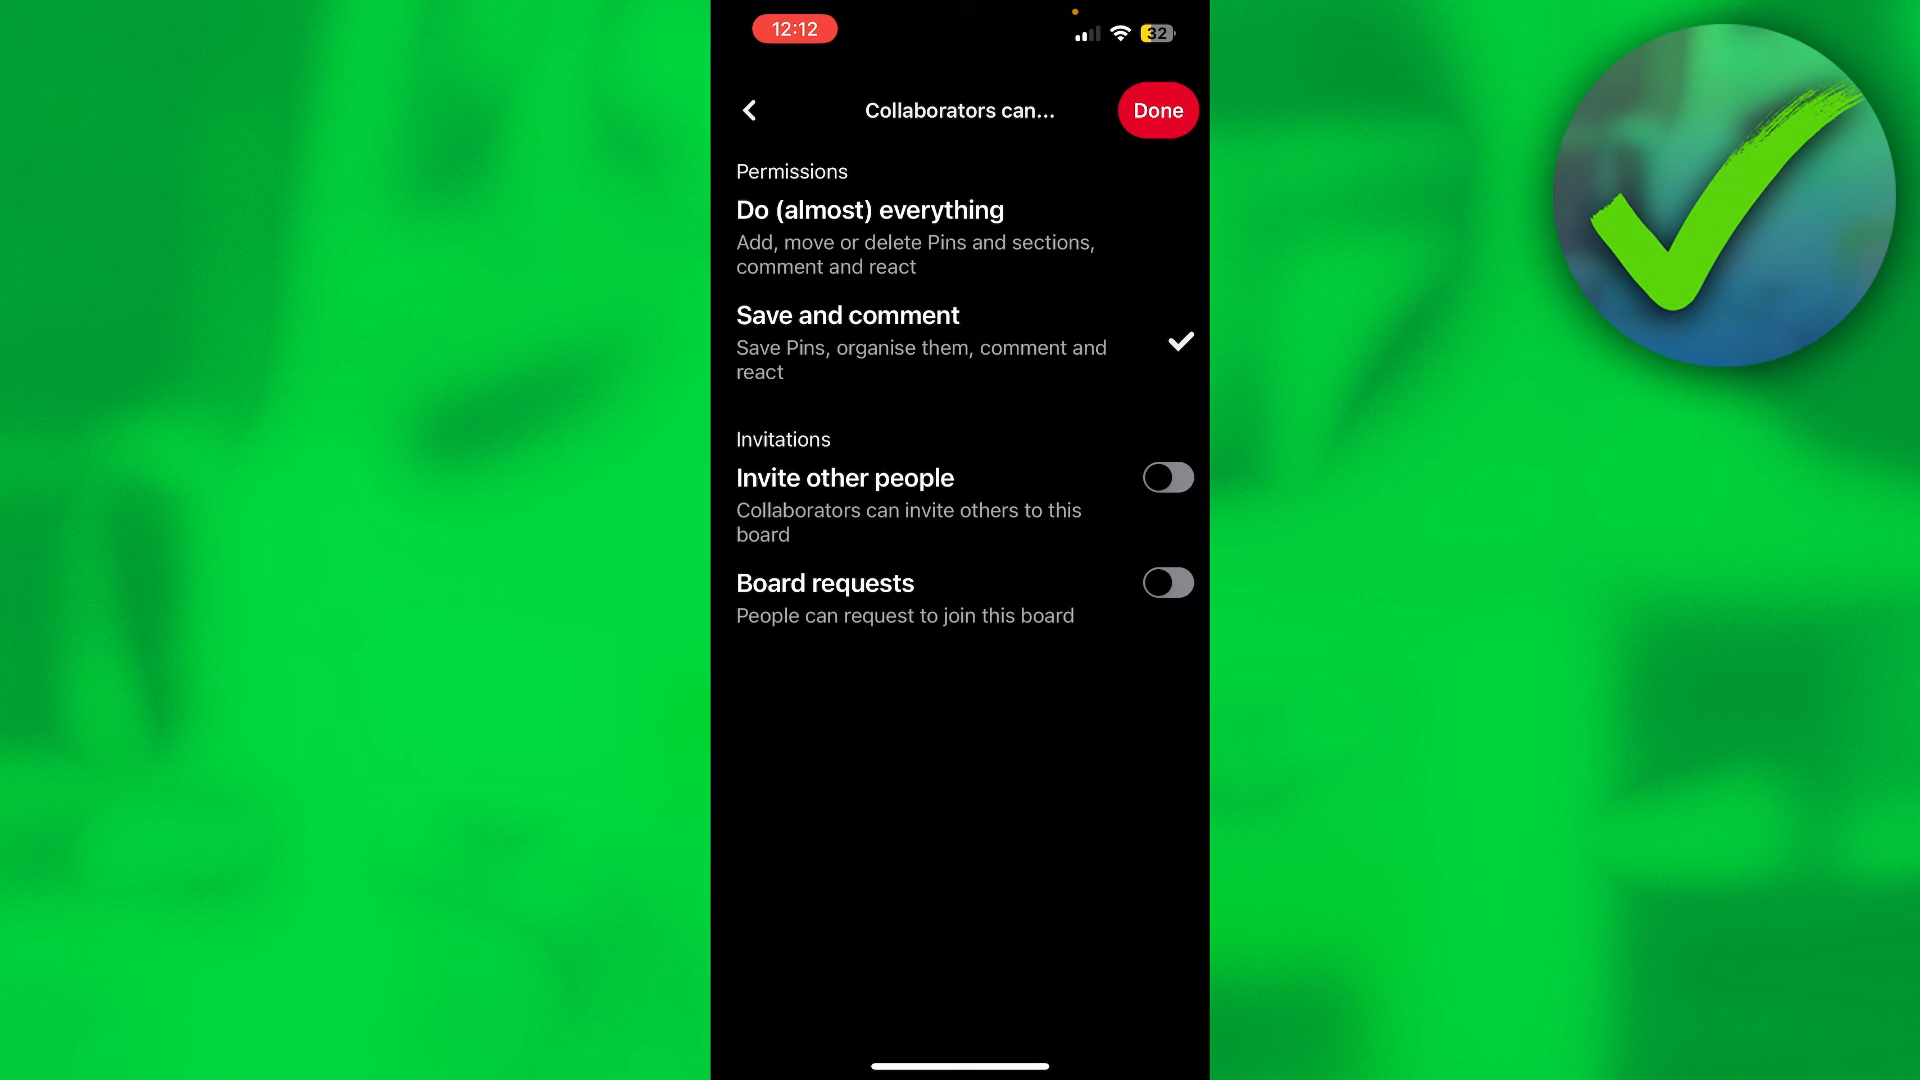 12:12
32
Collaborators can...
Done
Permissions
Do (almost) everything
Add, move or delete Pins and sections,
comment and react
Save and comment
Save Pins, organise them, comment and
react
Invitations
Invite other people
Collaborators can invite others to this
board
Board requests
People can request to join this board